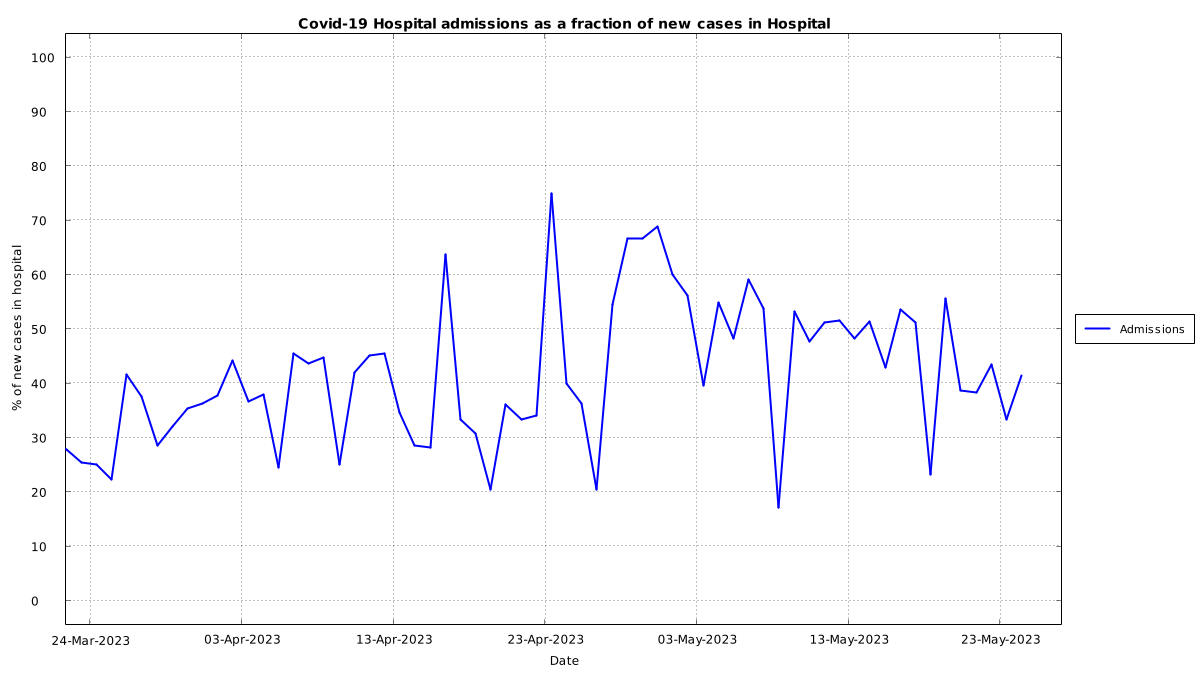 Covid-19 Hospital admissions as a fraction of new cases in Hospital
100
90
80
70
60
50
40
30
20
10
0
% of new cases in hospital
24-Mar-2023 03-Apr-2023 13-Apr-2023 23-Apr-2023 03-May-2023 13-May-2023 23-May-2023
Date
Admissions